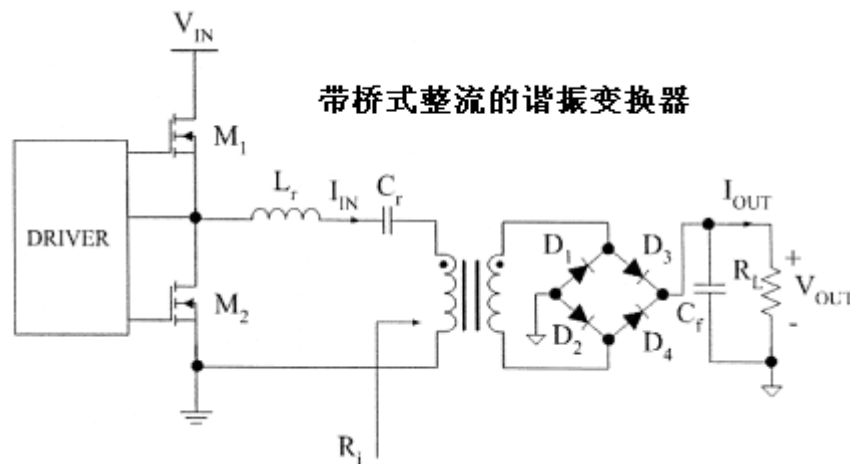 V_IN
带桥式整流的谐振变换器
M_1
L_r
I_IN
C_r
I_OUT
DRIVER
D_1
D_3
R_L
+
V_OUT
-
M_2
D_2
D_4
C_f
R_i